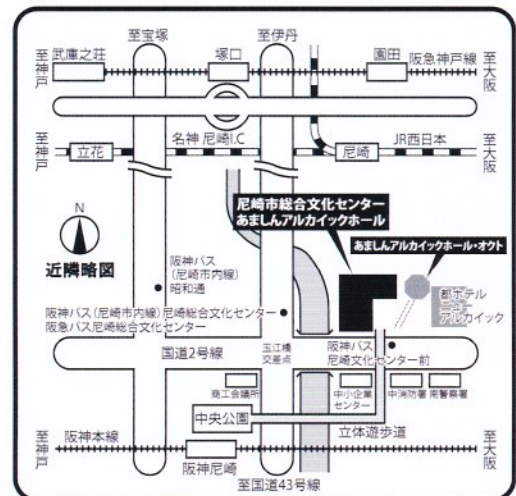 至宝塚
至伊丹
至神戸
武庫之荘
塚口
園田
阪急神戸線
至大阪
至神戸
立花
名神 尼崎I.C
尼崎
JR西日本
至大阪
N
近隣略図
尼崎市総合文化センター
あましんアルカイックホール
あましんアルカイックホール・オクト
都ホテル
ニュー
アルカイック
阪神バス
(尼崎市内線)
昭和通
阪神バス(尼崎市内線)尼崎総合文化センター
阪急バス尼崎総合文化センター
国道2号線
玉江橋
交差点
阪神バス
尼崎文化センター前
商工会議所
中小企業
センター
中消防署
南警察署
中央公園
立体遊歩道
至神戸
阪神本線
阪神尼崎
至大阪
至国道43号線